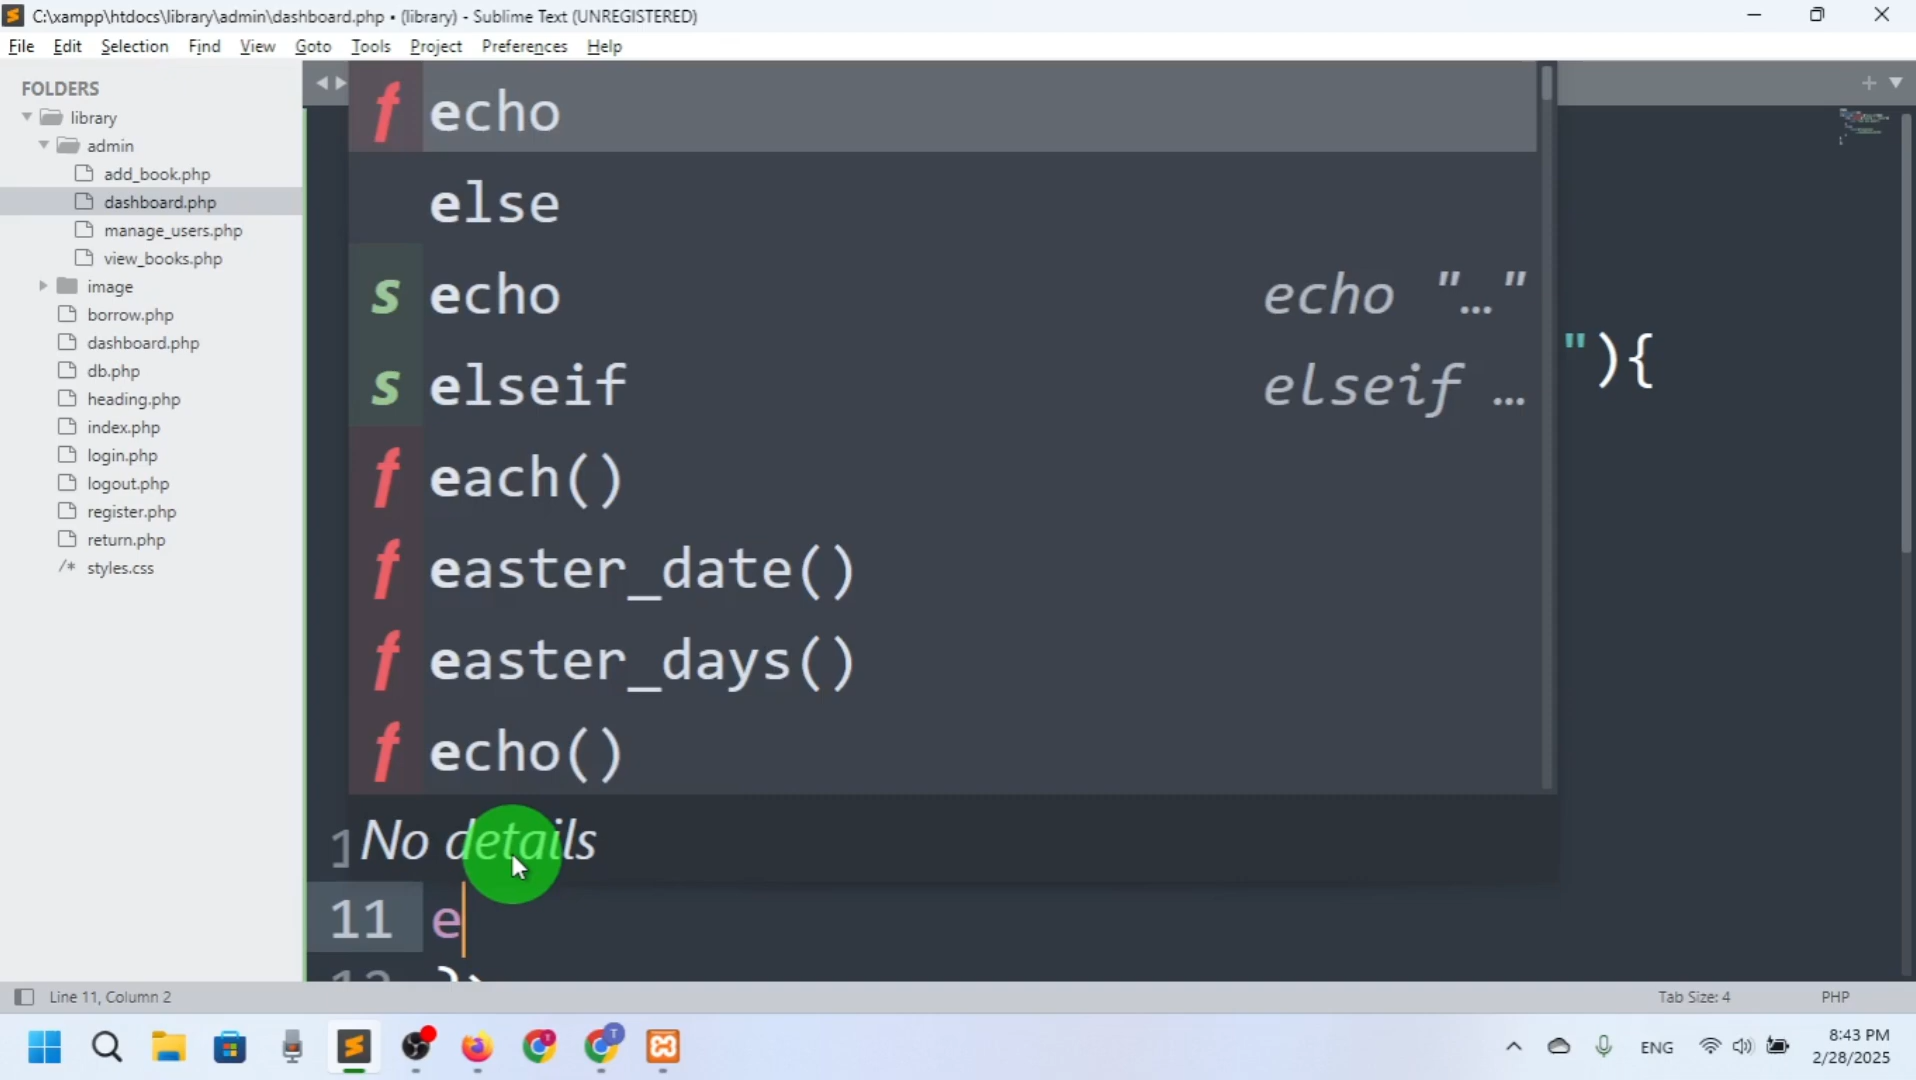 C:\xampp\htdocs\library\admin\dashboard.php • (library) - Sublime Text (UNREGISTERED)
File Edit Selection Find View Goto Tools Project Preferences Help
FOLDERS
library
admin
add_book.php
dashboard.php
manage_users.php
view_books.php
image
borrow.php
dashboard.php
db.php
heading.php
index.php
login.php
logout.php
register.php
return.php
/* styles.css
f echo
else
s echo echo "…"
s elseif elseif …
"){
f each()
f easter_date()
f easter_days()
f echo()
No details
11 e
Line 11, Column 2 Tab Size: 4 PHP
ENG 8:43 PM
2/28/2025